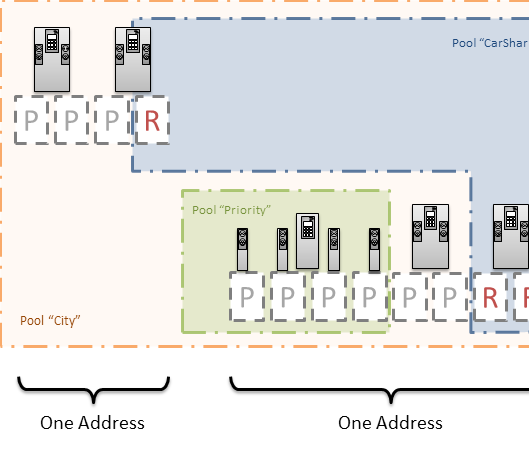 Pool “CarShar
P P P R
Pool “Priority”
P P P P P P R
Pool “City”
One Address One Address